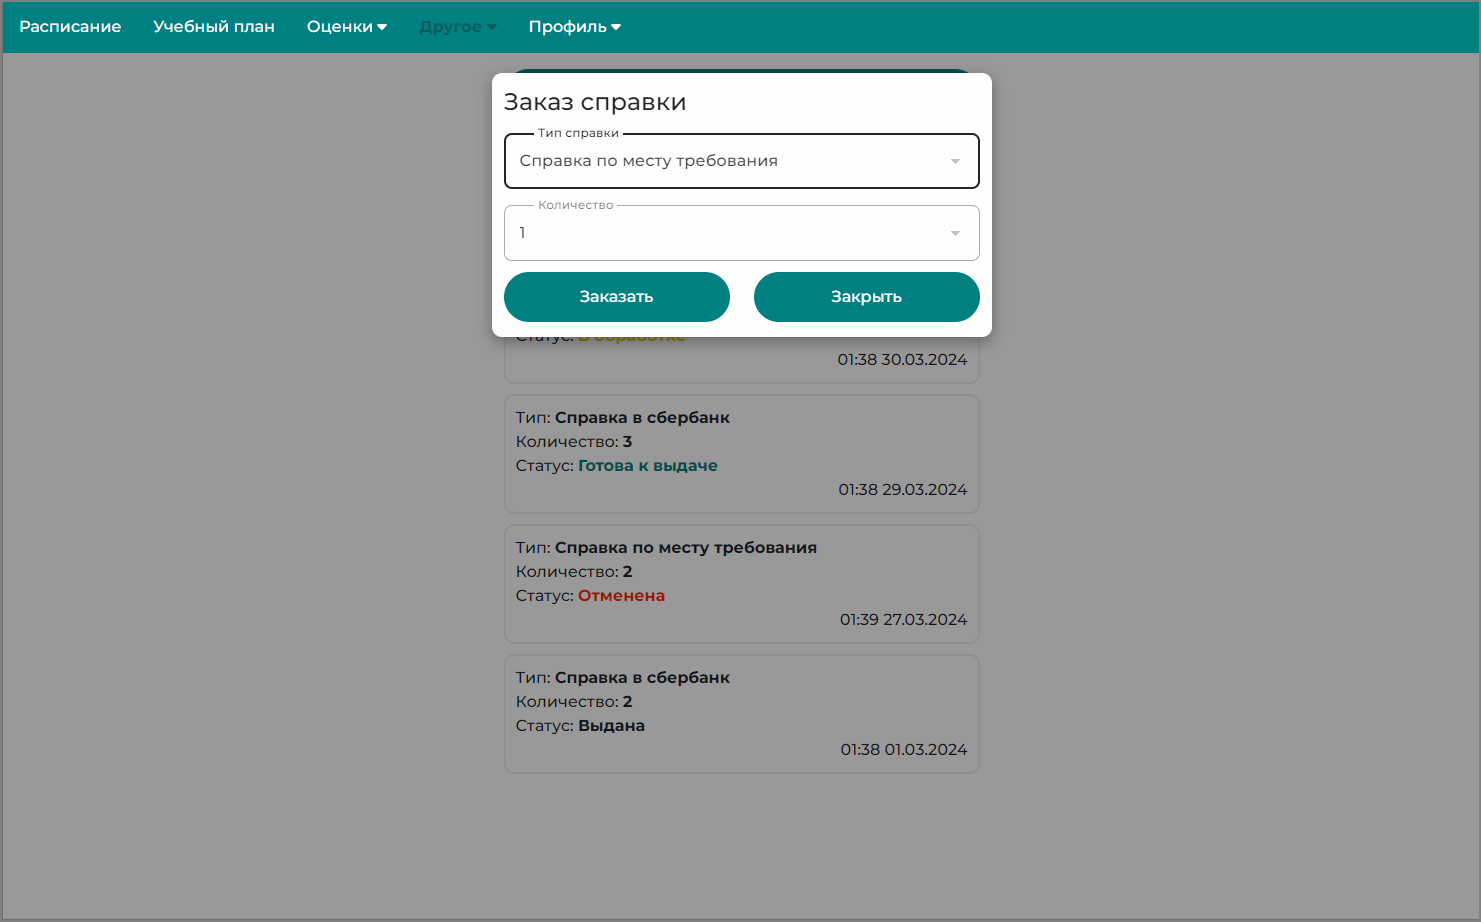 Расписание Учебный план Оценки Другое Профиль
Заказ справки
Тип справки
Справка по месту требования
Количество
1
Заказать Закрыть
Статус: В обработке
01:38 30.03.2024
Тип: Справка в сбербанк
Количество: 3
Статус: Готова к выдаче
01:38 29.03.2024
Тип: Справка по месту требования
Количество: 2
Статус: Отменена
01:39 27.03.2024
Тип: Справка в сбербанк
Количество: 2
Статус: Выдана
01:38 01.03.2024